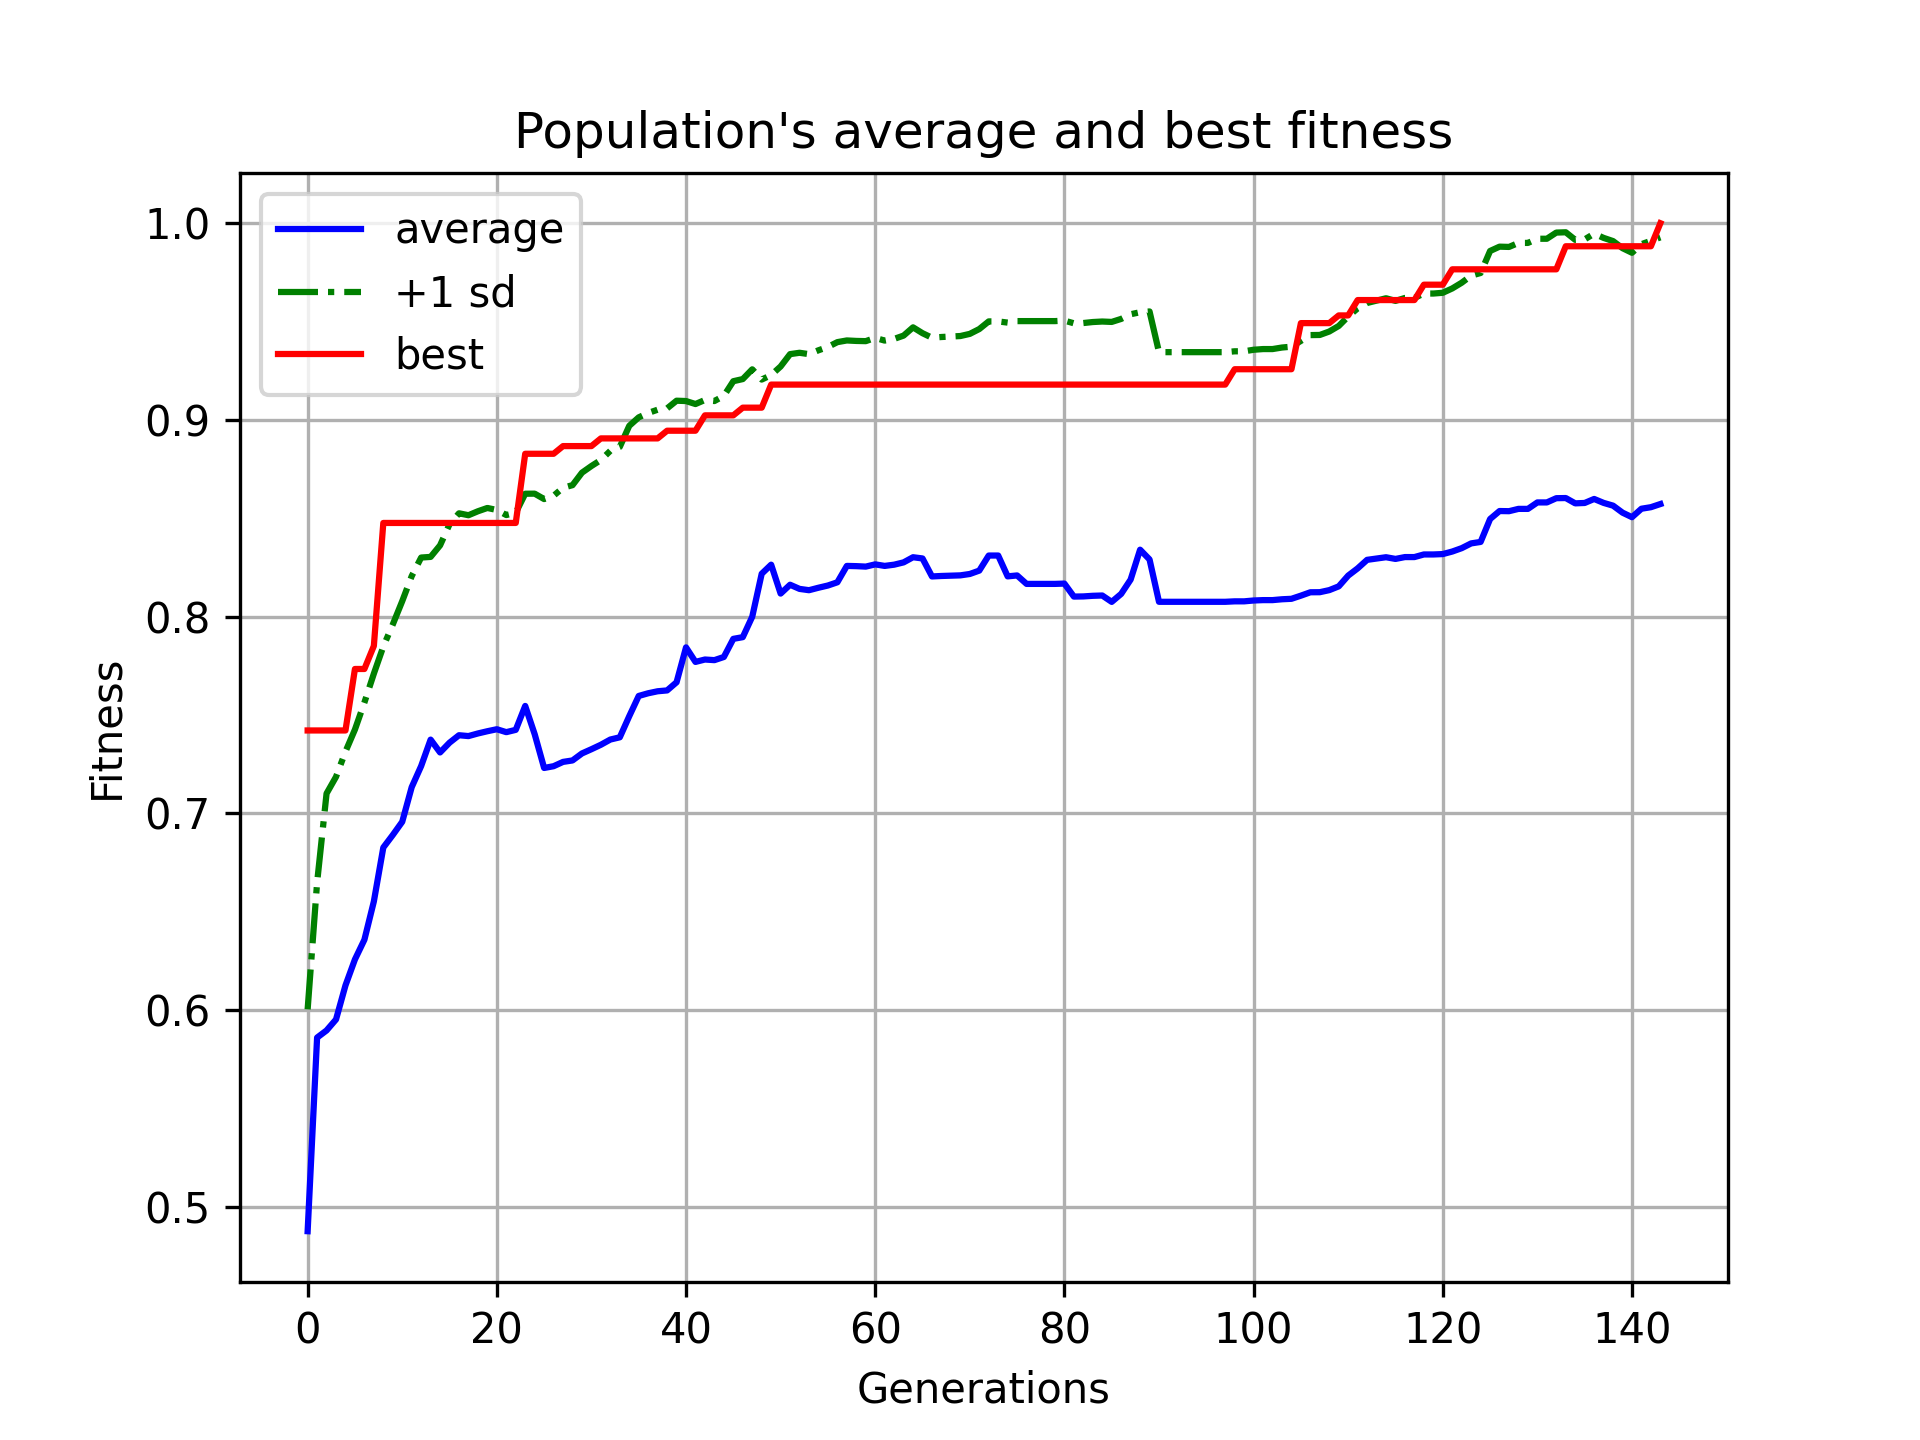 Population's average and best fitness
average
+1 sd
best
1.0
0.9
0.8
0.7
0.6
0.5
Fitness
0 20 40 60 80 100 120 140
Generations